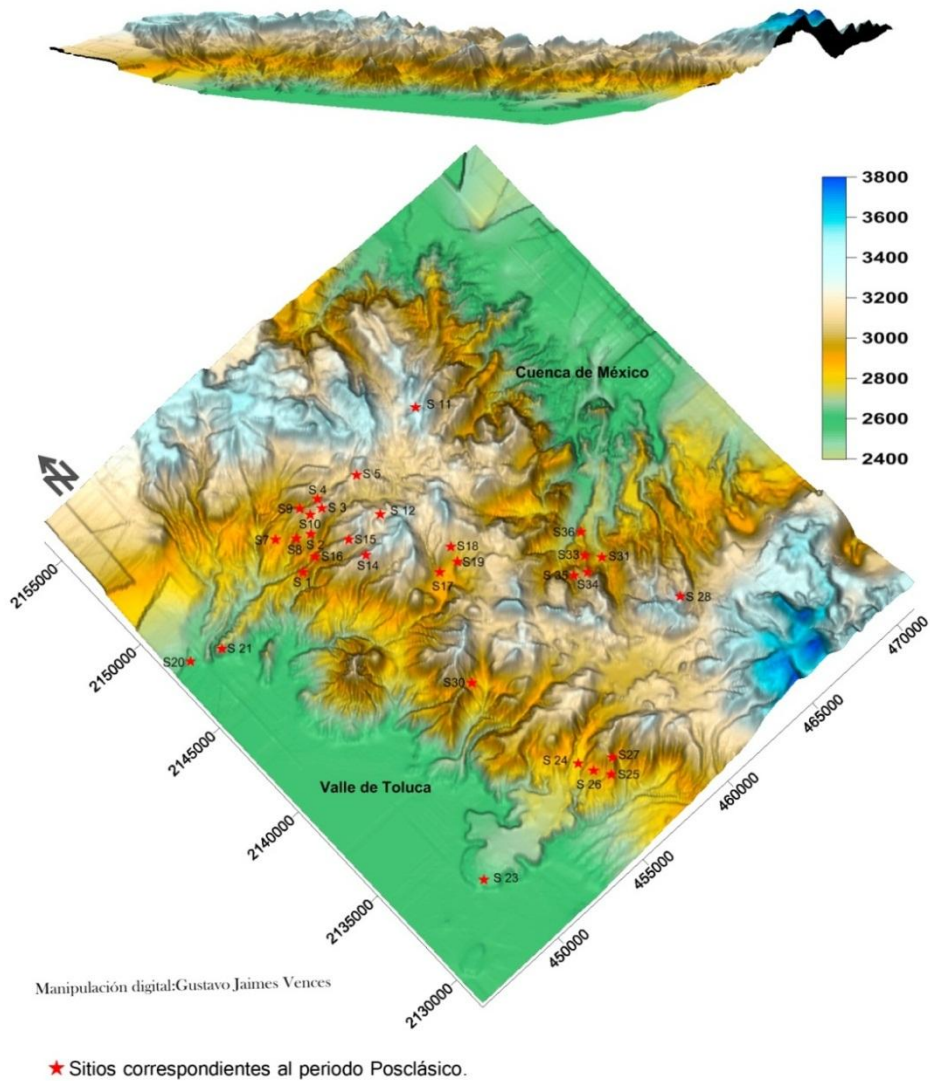 3800
3600
3400
3200
3000
2800
2600
2400
Cuenca de México
S 11
N
S 5
S 4
S9
S 3
S 12
S10
S36
S7
S8
S 2
S15
S18
S16
S14
S33
S31
S19
S 1
S17
S 35
S34
S 28
2155000
470000
S 21
S20
2150000
S30
465000
2145000
S27
S 24
S25
S 26
Valle de Toluca
460000
2140000
455000
S 23
2135000
450000
2130000
Manipulación digital:Gustavo Jaimes Vences
Sitios correspondientes al periodo Posclásico.